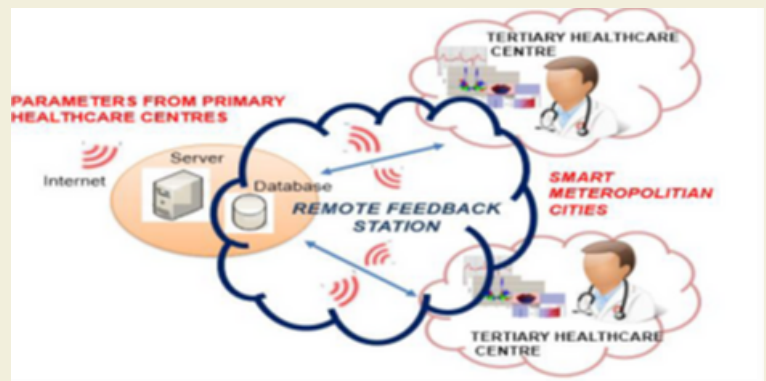 TERTIARY HEALTHCARE
CENTRE
PARAMETERS FROM PRIMARY
HEALTHCARE CENTRES
Server
Internet
Database
REMOTE FEEDBACK
STATION
SMART
METEROPOLITIAN
CITIES
TERTIARY HEALTHCARE
CENTRE